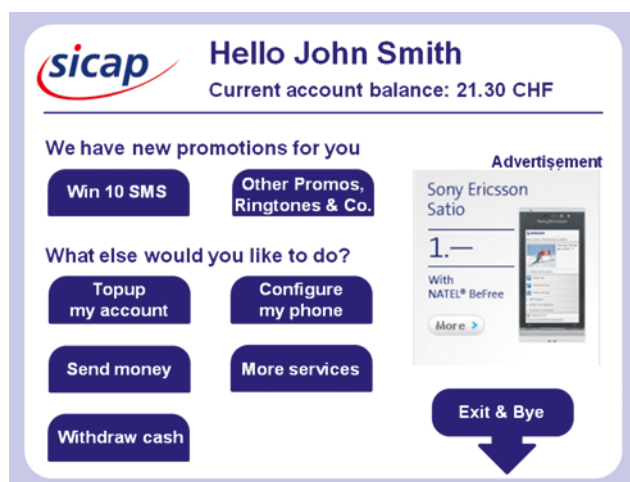 sicap
Hello John Smith
Current account balance: 21.30 CHF
We have new promotions for you
Win 10 SMS
Other Promos,
Ringtones & Co.
What else would you like to do?
Topup
my account
Configure
my phone
Send money
More services
Withdraw cash
Advertisement
Sony Ericsson
Satio
1.—
With
NATEL® BeFree
More >
Exit & Bye